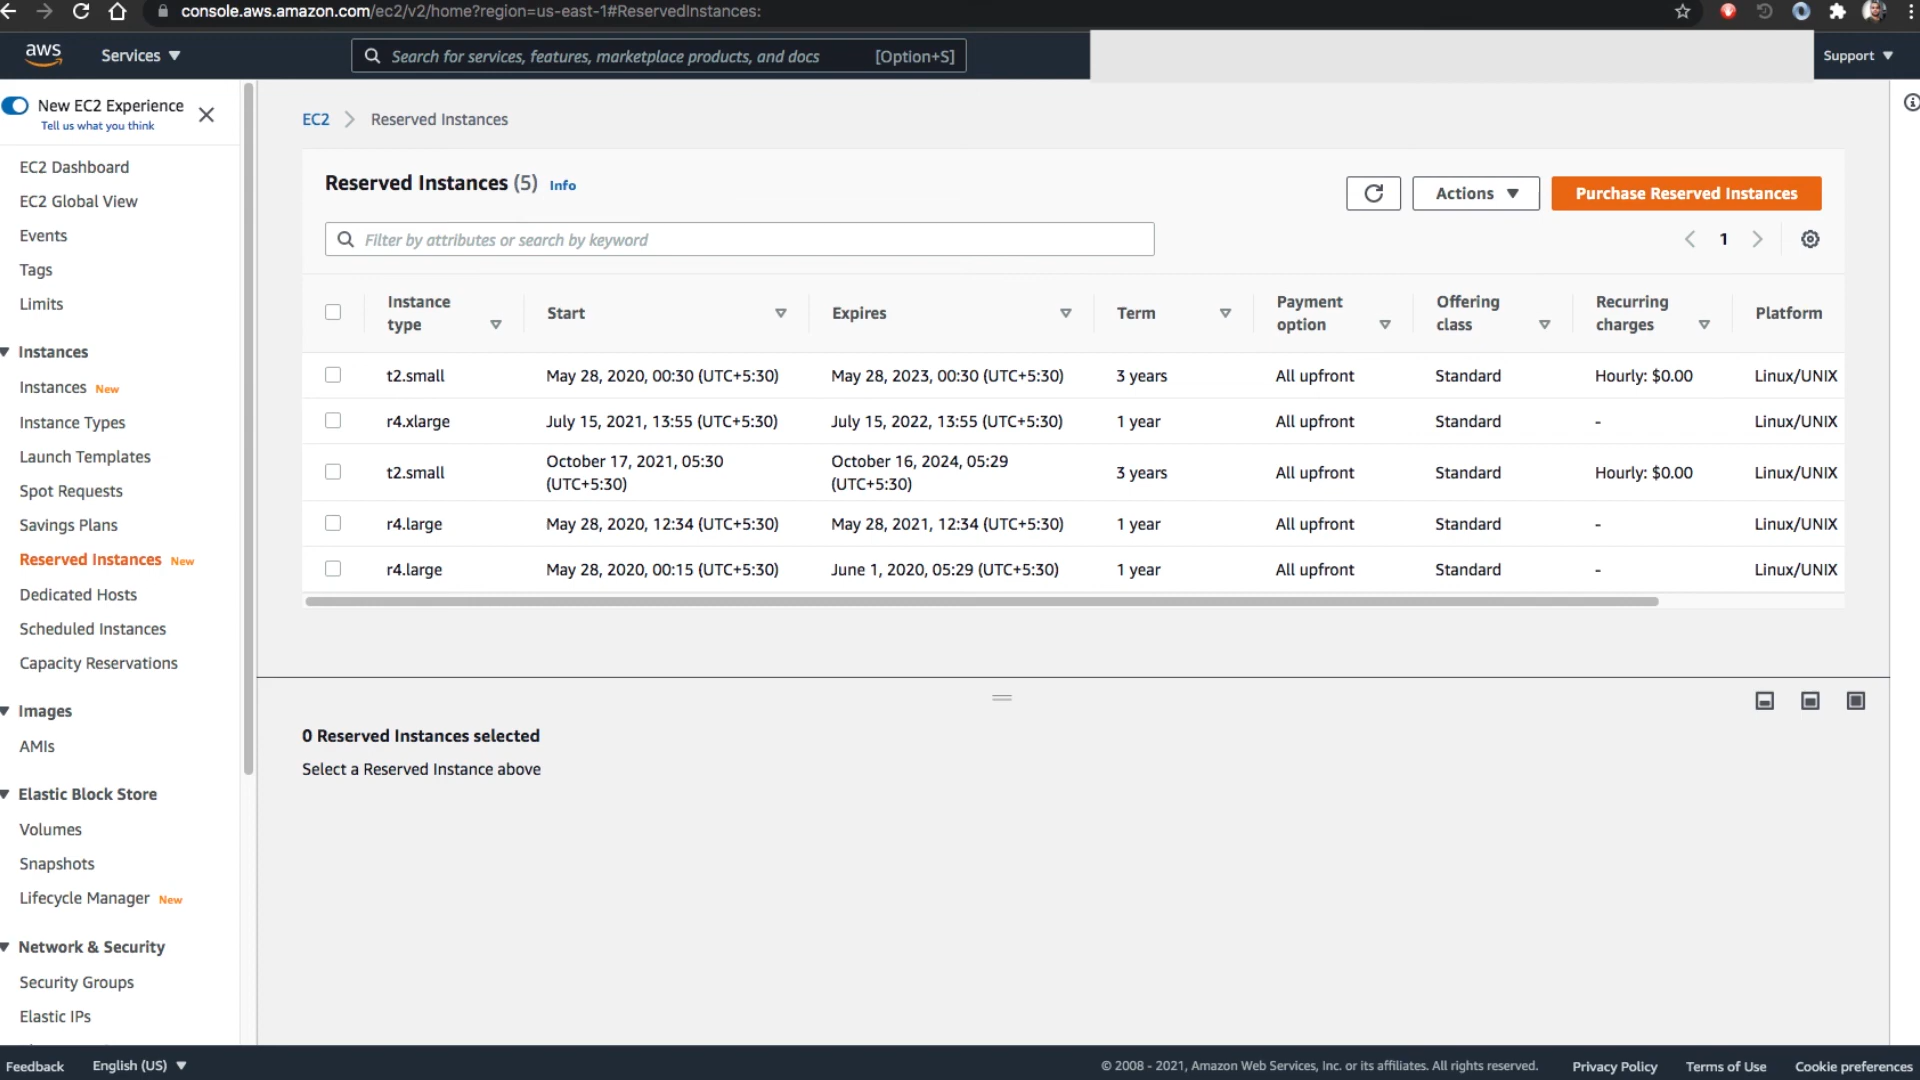 console.aws.amazon.com/ec2/v2/home?region=us-east-1#ReservedInstances:
aws Services Search for services, features, marketplace products, and docs [Option+S] Support
New EC2 Experience
Tell us what you think
EC2 Dashboard
EC2 Global View
Events
Tags
Limits
Instances
Instances New
Instance Types
Launch Templates
Spot Requests
Savings Plans
Reserved Instances New
Dedicated Hosts
Scheduled Instances
Capacity Reservations
Images
AMIs
Elastic Block Store
Volumes
Snapshots
Lifecycle Manager New
Network & Security
Security Groups
Elastic IPs
EC2 > Reserved Instances
Reserved Instances (5) Info
Actions Purchase Reserved Instances
Filter by attributes or search by keyword
1
Instance type Start Expires Term Payment option Offering class Recurring charges Platform
t2.small May 28, 2020, 00:30 (UTC+5:30) May 28, 2023, 00:30 (UTC+5:30) 3 years All upfront Standard Hourly: $0.00 Linux/UNIX
r4.xlarge July 15, 2021, 13:55 (UTC+5:30) July 15, 2022, 13:55 (UTC+5:30) 1 year All upfront Standard - Linux/UNIX
t2.small October 17, 2021, 05:30 (UTC+5:30) October 16, 2024, 05:29 (UTC+5:30) 3 years All upfront Standard Hourly: $0.00 Linux/UNIX
r4.large May 28, 2020, 12:34 (UTC+5:30) May 28, 2021, 12:34 (UTC+5:30) 1 year All upfront Standard - Linux/UNIX
r4.large May 28, 2020, 00:15 (UTC+5:30) June 1, 2020, 05:29 (UTC+5:30) 1 year All upfront Standard - Linux/UNIX
0 Reserved Instances selected
Select a Reserved Instance above
Feedback English (US) © 2008 - 2021, Amazon Web Services, Inc. or its affiliates. All rights reserved. Privacy Policy Terms of Use Cookie preferences